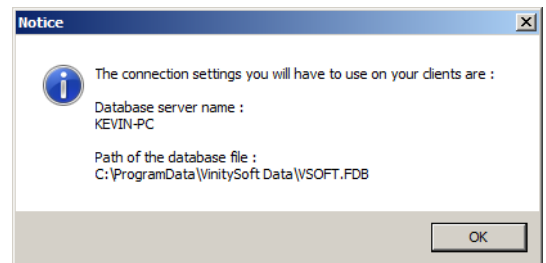 Notice
The connection settings you will have to use on your clients are :
Database server name :
KEVIN-PC
Path of the database file :
C:\ProgramData\VinitySoft Data\VSOFT.FDB
OK